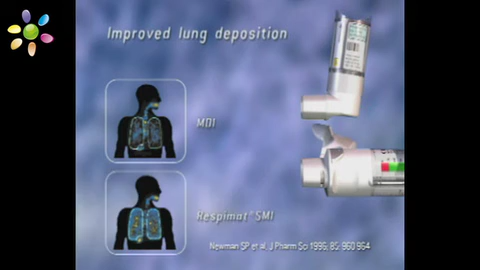 Improved lung deposition
MDI
Respimat® SMI
Newman SP et al, J Pharm Sci 1996; 85: 960 964